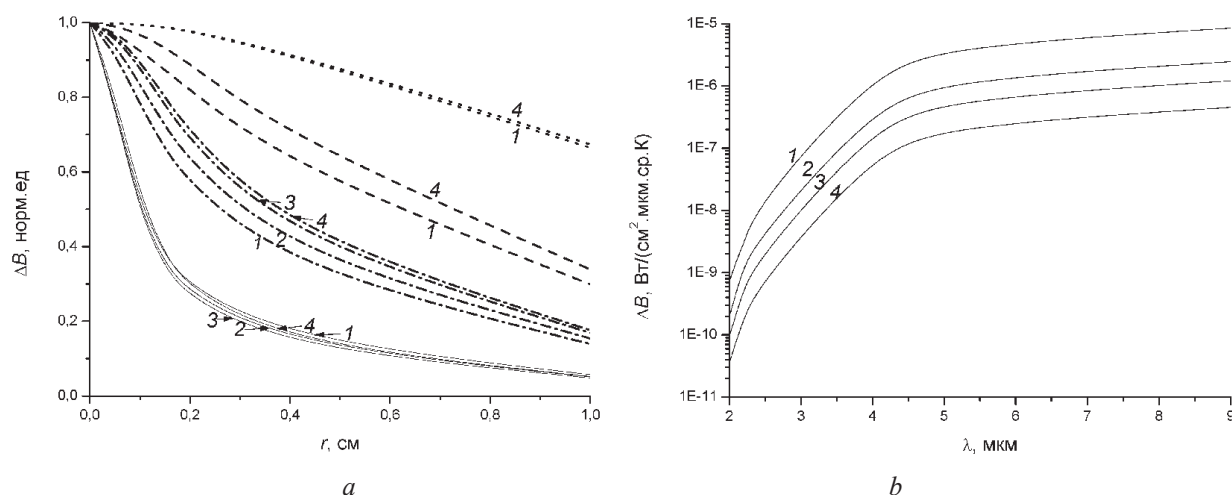 ΔB, норм.ед
1,0
0,8
0,6
0,4
0,2
0,0
4
1
4
1
3
4
1
2
3
2
4
1
0,0 0,2 0,4 0,6 0,8 1,0
r, см
a
ΔB, Вт/(см².мкм.ср.К)
1E-5
1E-6
1E-7
1E-8
1E-9
1E-10
1E-11
1
2
3
4
2 3 4 5 6 7 8 9
λ, мкм
b